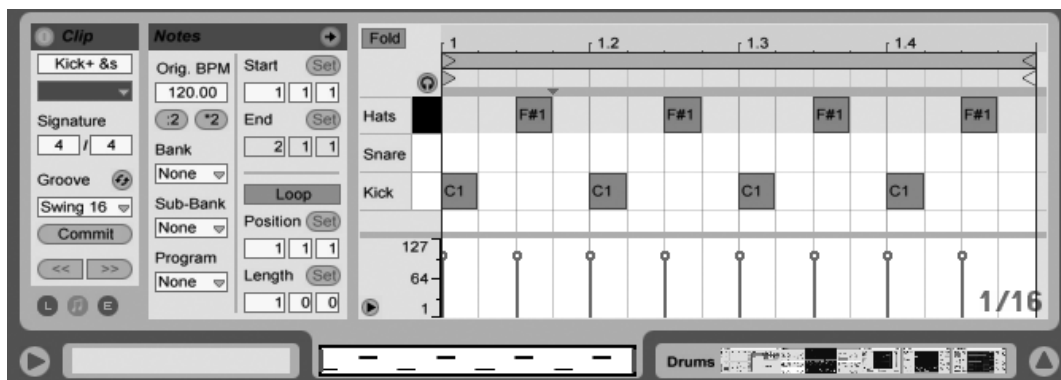 Clip
Kick+ &s
Signature
4 / 4
Groove
Swing 16
Commit
<< >>
L E
Notes
Orig. BPM
120.00
:2 *2
Bank
None
Sub-Bank
None
Program
None
Start Set
1 1 1
End Set
2 1 1
Loop
Position Set
1 1 1
Length Set
1 0 0
Fold
1 1.2 1.3 1.4
Hats F#1 F#1 F#1 F#1
Snare
Kick C1 C1 C1 C1
127
64
1
1/16
Drums